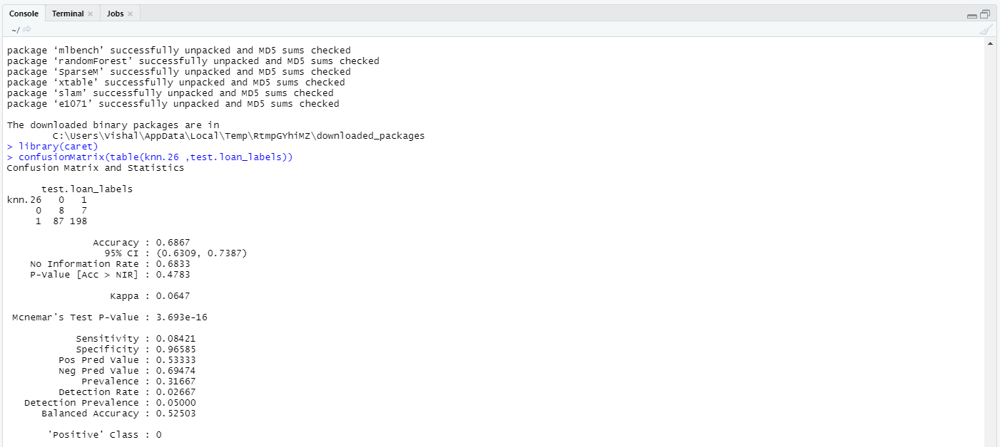 Console Terminal × Jobs ×
~/
package ‘mlbench’ successfully unpacked and MD5 sums checked
package ‘randomForest’ successfully unpacked and MD5 sums checked
package ‘SparseM’ successfully unpacked and MD5 sums checked
package ‘xtable’ successfully unpacked and MD5 sums checked
package ‘slam’ successfully unpacked and MD5 sums checked
package ‘e1071’ successfully unpacked and MD5 sums checked
The downloaded binary packages are in
C:\Users\Vishal\AppData\Local\Temp\RtmpGYhiMZ\downloaded_packages
> library(caret)
> confusionMatrix(table(knn.26 ,test.loan_labels))
Confusion Matrix and Statistics
test.loan_labels
knn.26 0 1
0 8 7
1 87 198
Accuracy : 0.6867
95% CI : (0.6309, 0.7387)
No Information Rate : 0.6833
P-Value [Acc > NIR] : 0.4783
Kappa : 0.0647
Mcnemar's Test P-Value : 3.693e-16
Sensitivity : 0.08421
Specificity : 0.96585
Pos Pred Value : 0.53333
Neg Pred Value : 0.69474
Prevalence : 0.31667
Detection Rate : 0.02667
Detection Prevalence : 0.05000
Balanced Accuracy : 0.52503
'Positive' Class : 0